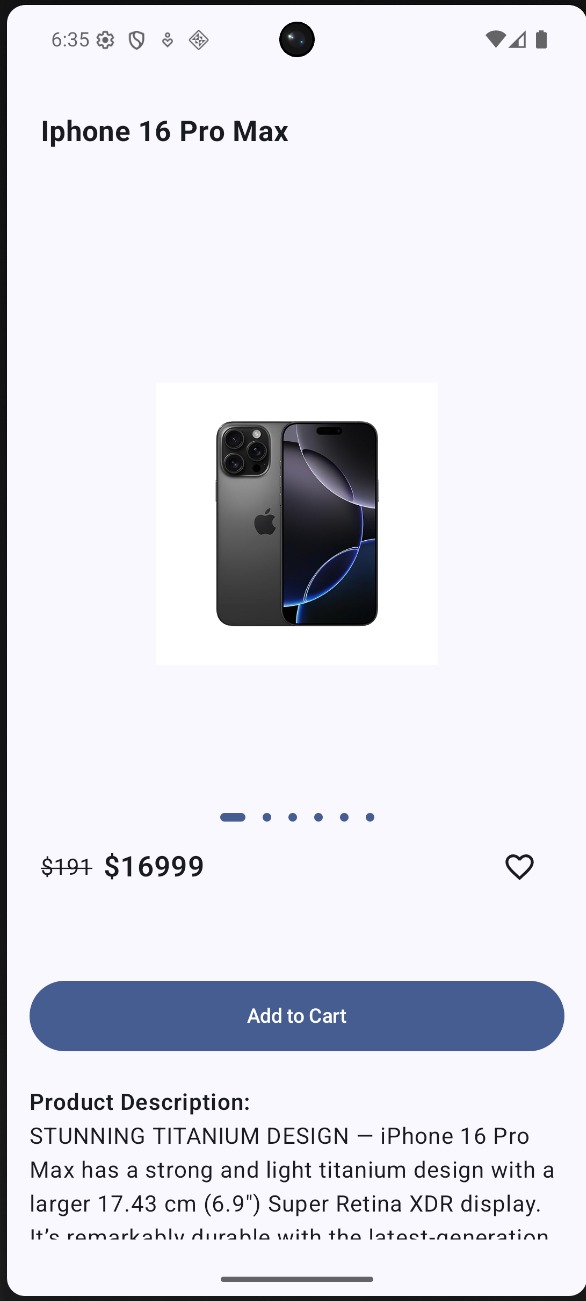 6:35
Iphone 16 Pro Max
$191 $16999
Add to Cart
Product Description:
STUNNING TITANIUM DESIGN — iPhone 16 Pro
Max has a strong and light titanium design with a
larger 17.43 cm (6.9") Super Retina XDR display.
It’s remarkably durable with the latest-generation